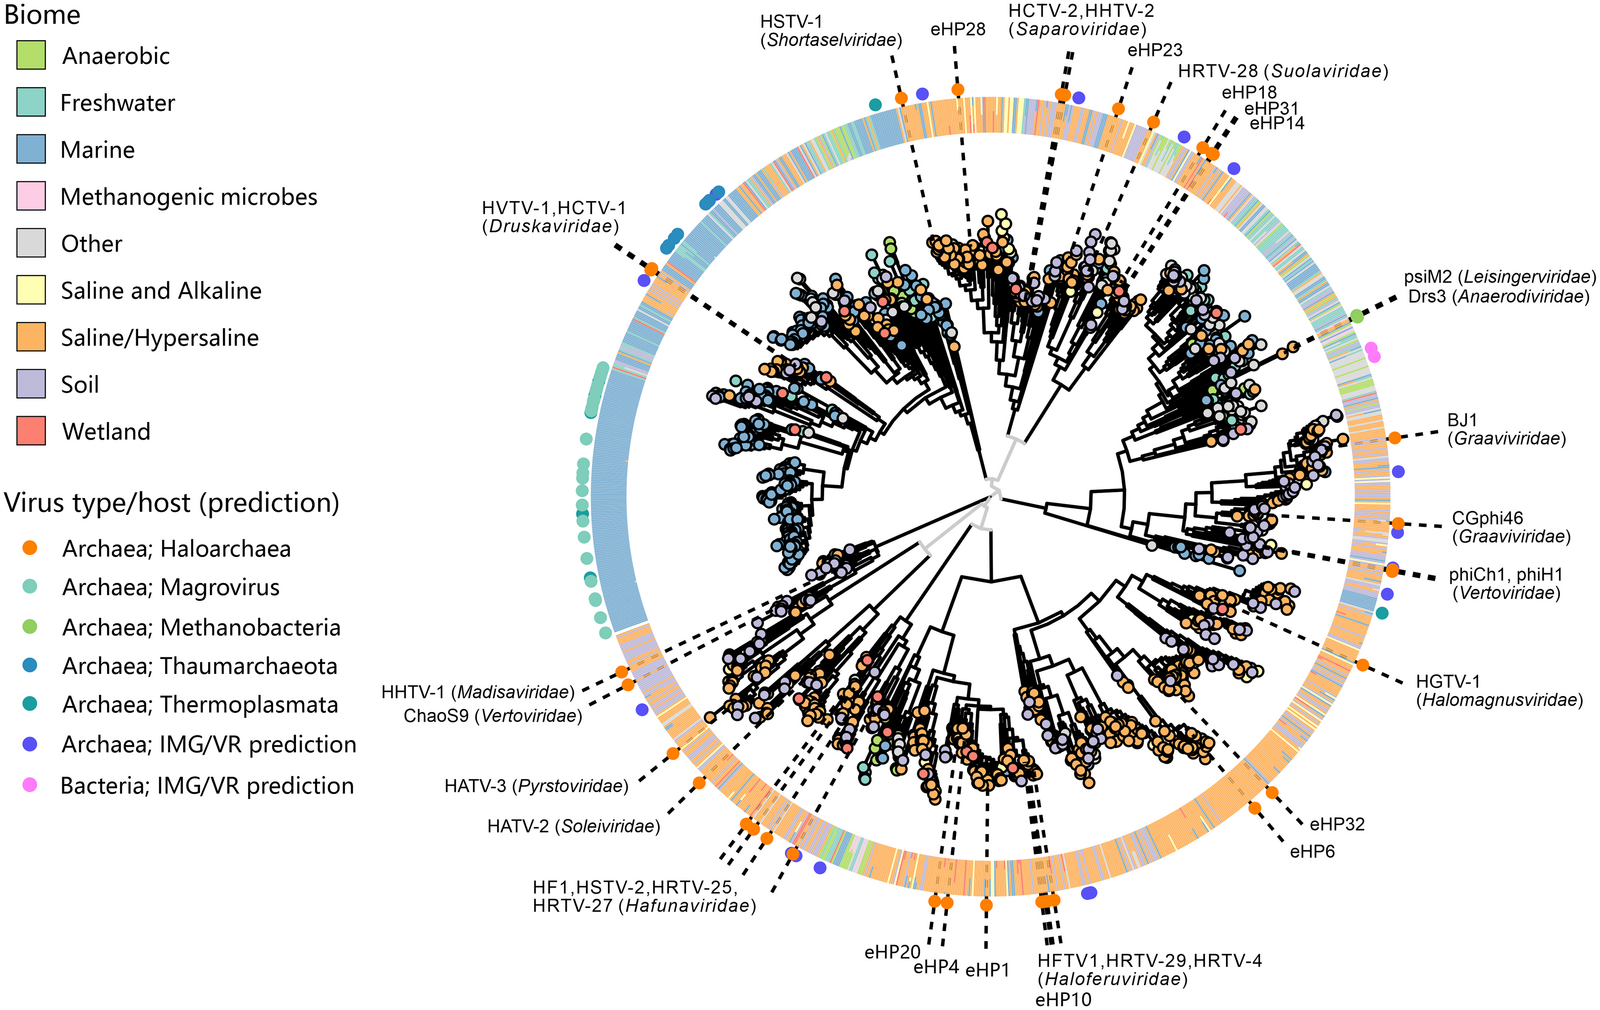 Biome
Anaerobic
Freshwater
Marine
Methanogenic microbes
Other
Saline and Alkaline
Saline/Hypersaline
Soil
Wetland
Virus type/host (prediction)
Archaea; Haloarchaea
Archaea; Magrovirus
Archaea; Methanobacteria
Archaea; Thaumarchaeota
Archaea; Thermoplasmata
Archaea; IMG/VR prediction
Bacteria; IMG/VR prediction
HSTV-1
(Shortaselviridae)
eHP28
HCTV-2,HHTV-2
(Saparoviridae)
eHP23
HRTV-28 (Suolaviridae)
eHP18
eHP31
eHP14
HVTV-1,HCTV-1
(Druskaviridae)
psiM2 (Leisingerviridae)
Drs3 (Anaerodiviridae)
BJ1
(Graaviviridae)
CGphi46
(Graaviviridae)
phiCh1, phiH1
(Vertoviridae)
HGTV-1
(Halomagnusviridae)
HHTV-1 (Madisaviridae)
ChaoS9 (Vertoviridae)
HATV-3 (Pyrstoviridae)
HATV-2 (Soleiviridae)
HF1,HSTV-2,HRTV-25,
HRTV-27 (Hafunaviridae)
eHP32
eHP6
eHP20
eHP4
eHP1
HFTV1,HRTV-29,HRTV-4
(Haloferuviridae)
eHP10